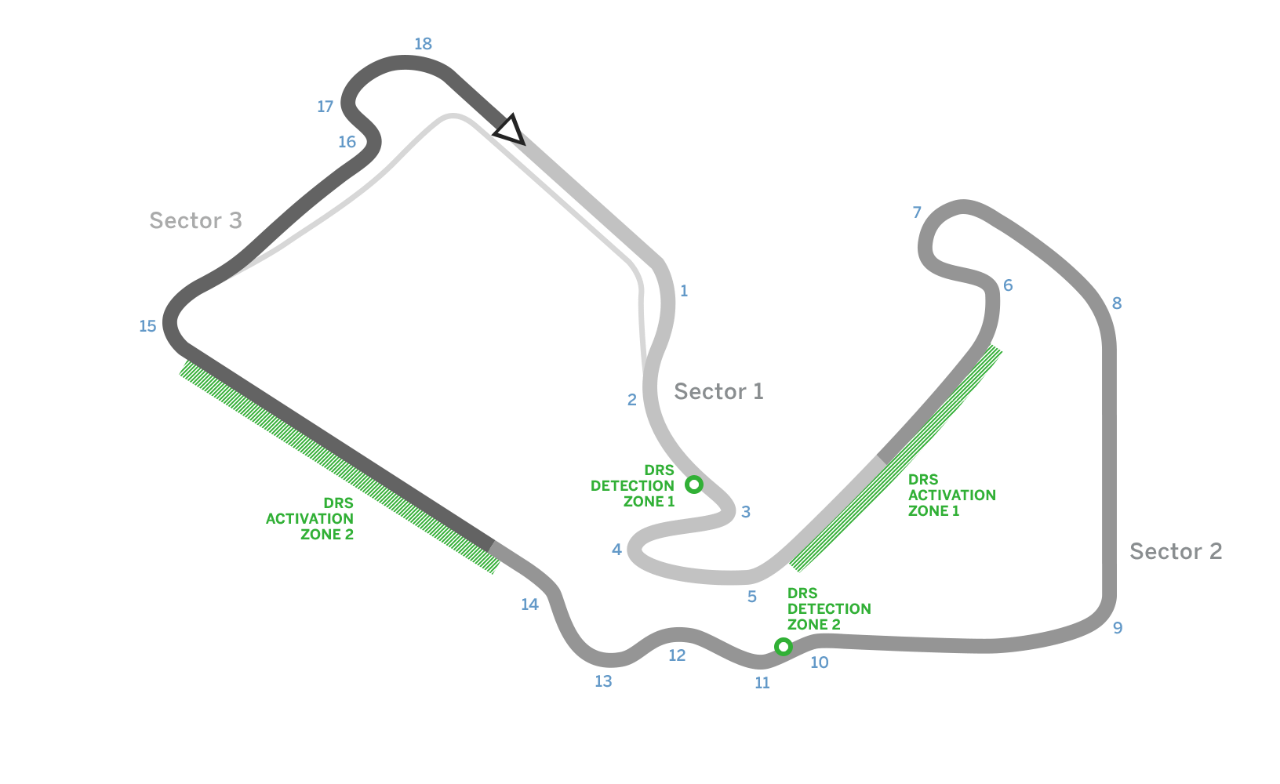 18
17
16
Sector 3
15
1
2
Sector 1
DRS
DETECTION
ZONE 1
3
4
5
7
6
8
DRS
ACTIVATION
ZONE 1
Sector 2
DRS
ACTIVATION
ZONE 2
14
DRS
DETECTION
ZONE 2
9
10
11
12
13